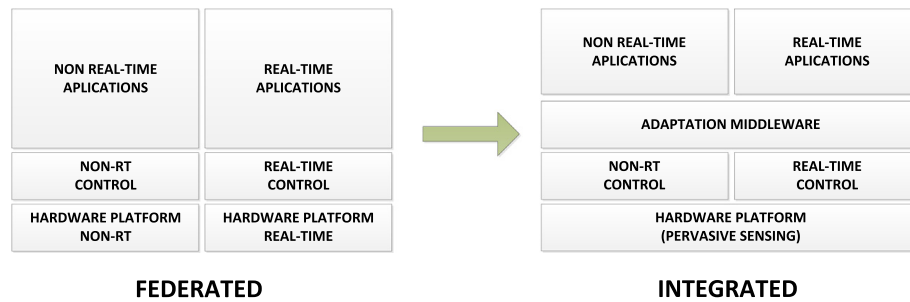 NON REAL-TIME
APLICATIONS
REAL-TIME
APLICATIONS
NON-RT
CONTROL
REAL-TIME
CONTROL
HARDWARE PLATFORM
NON-RT
HARDWARE PLATFORM
REAL-TIME
FEDERATED
NON REAL-TIME
APLICATIONS
REAL-TIME
APLICATIONS
ADAPTATION MIDDLEWARE
NON-RT
CONTROL
REAL-TIME
CONTROL
HARDWARE PLATFORM
(PERVASIVE SENSING)
INTEGRATED